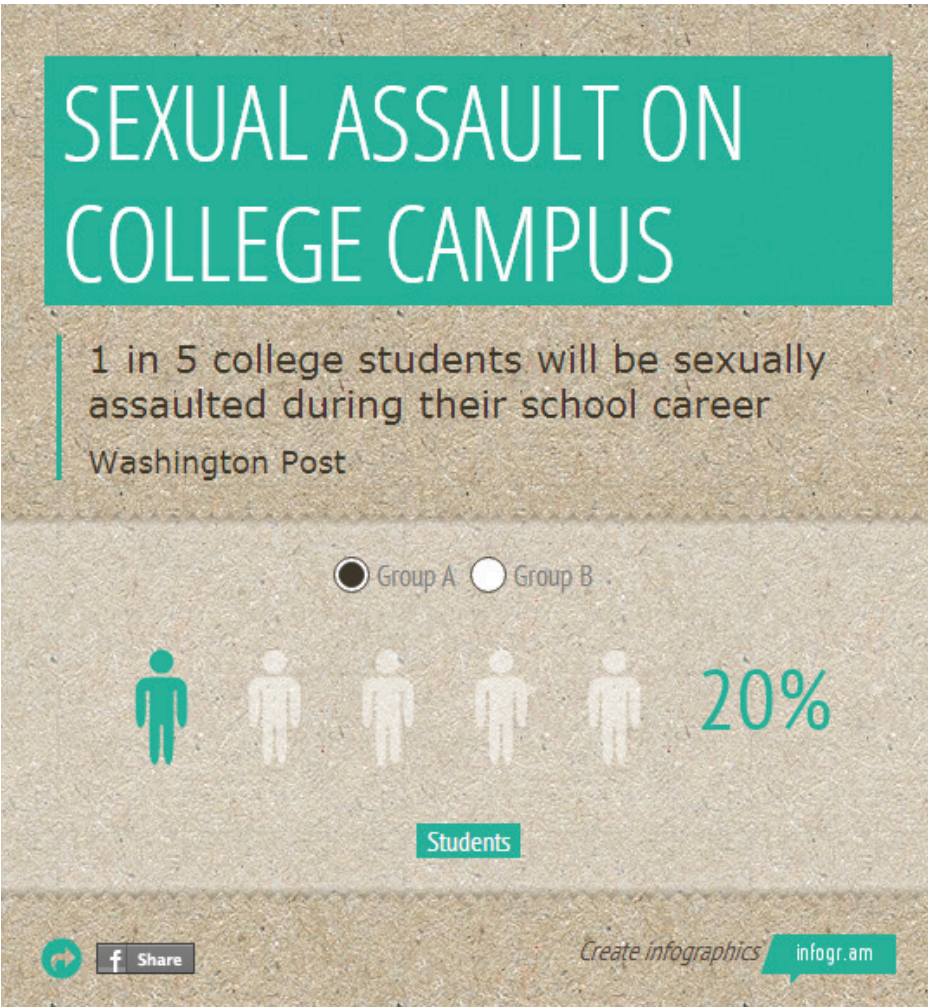 SEXUAL ASSAULT ON
COLLEGE CAMPUS
1 in 5 college students will be sexually
assaulted during their school career
Washington Post
Group A Group B
20%
Students
f Share
Create infographics infogr.am